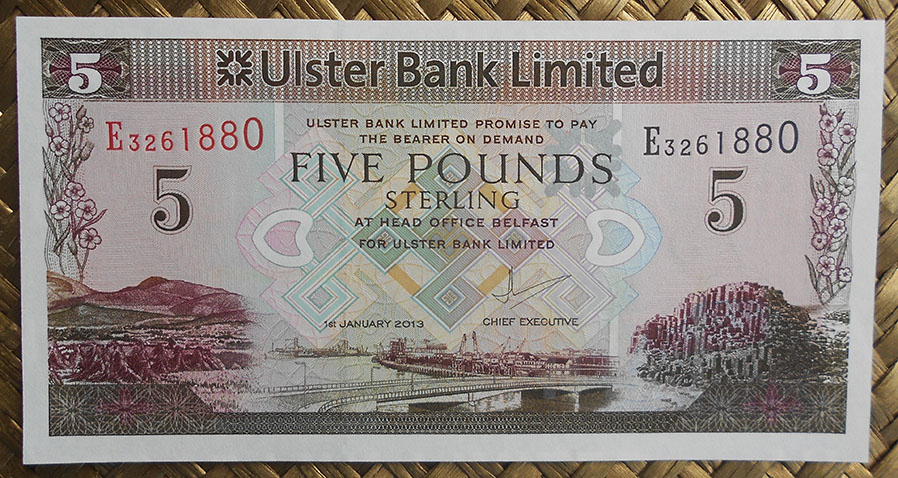 5 Ulster Bank Limited 5
ULSTER BANK LIMITED PROMISE TO PAY
THE BEARER ON DEMAND
E3261880 E3261880
FIVE POUNDS
5 STERLING 5
AT HEAD OFFICE BELFAST
FOR ULSTER BANK LIMITED
1st JANUARY 2013 CHIEF EXECUTIVE